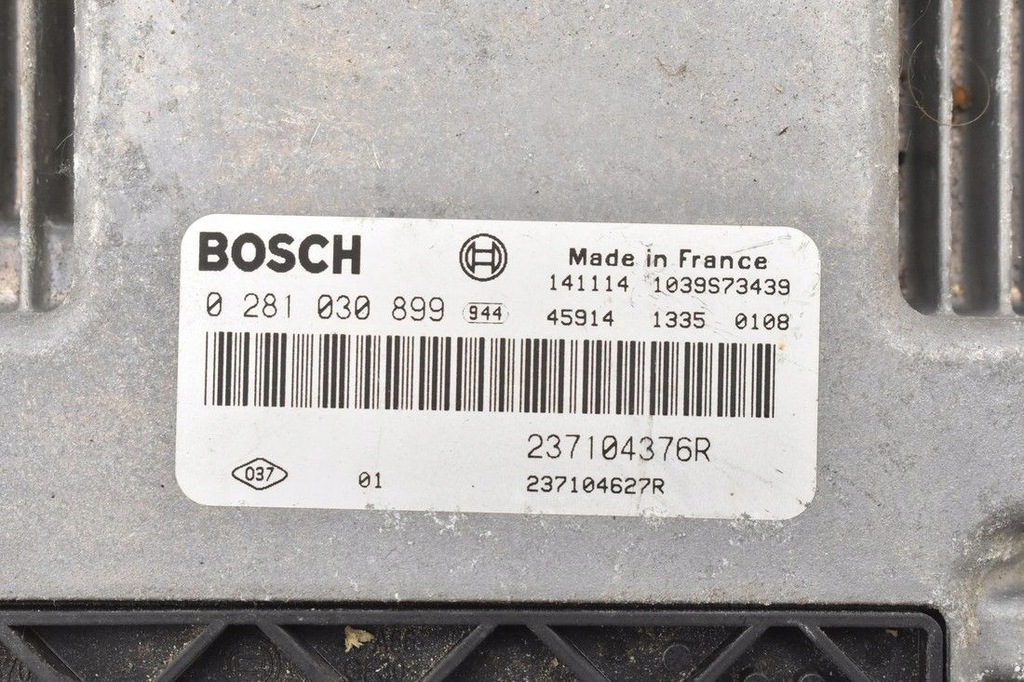 BOSCH
Made in France
141114 1039S73439
0 281 030 899 944 45914 1335 0108
237104376R
037 01 237104627R